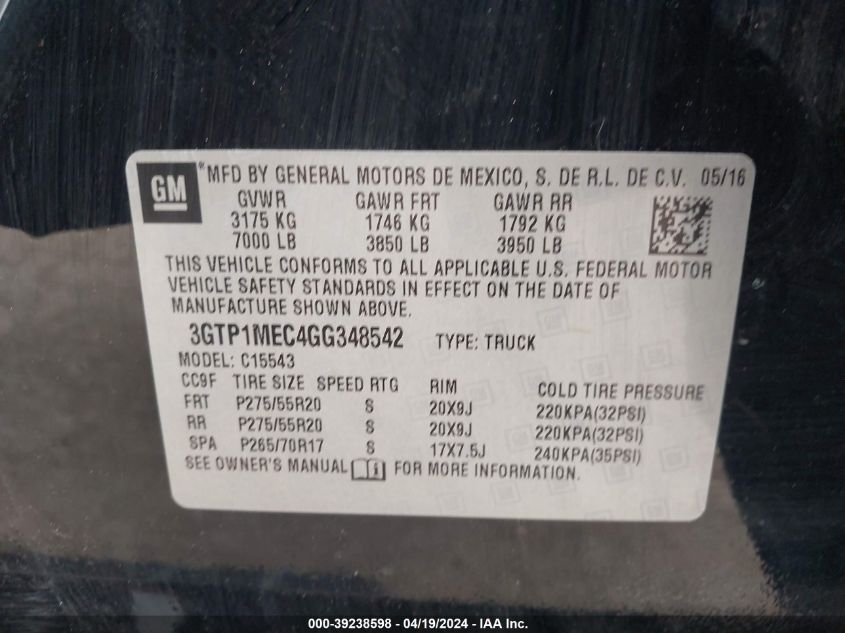 GM *MFD BY GENERAL MOTORS DE MEXICO, S. DE R.L. DE C.V. 05/16
GVWR GAWR FRT GAWR RR
3175 KG 1746 KG 1792 KG
7000 LB 3850 LB 3950 LB
THIS VEHICLE CONFORMS TO ALL APPLICABLE U.S. FEDERAL MOTOR
VEHICLE SAFETY STANDARDS IN EFFECT ON THE DATE OF
MANUFACTURE SHOWN ABOVE.
3GTP1MEC4GG348542 TYPE: TRUCK
MODEL: C15543
CC9F TIRE SIZE SPEED RTG RIM COLD TIRE PRESSURE
FRT P275/55R20 S 20X9J 220KPA(32PSI)
RR P275/55R20 S 20X9J 220KPA(32PSI)
SPA P265/70R17 S 17X7.5J 240KPA(35PSI)
SEE OWNER'S MANUAL FOR MORE INFORMATION.
000-39238598 - 04/19/2024 - IAA Inc.